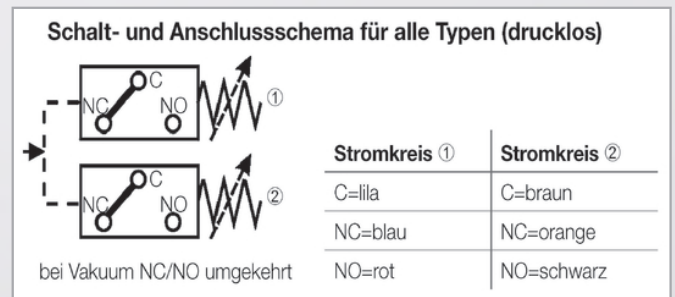 Schalt- und Anschlussschema für alle Typen (drucklos)
C
NC NO ①
C
NC NO ②
bei Vakuum NC/NO umgekehrt
Stromkreis ① Stromkreis ②
C=lila C=braun
NC=blau NC=orange
NO=rot NO=schwarz